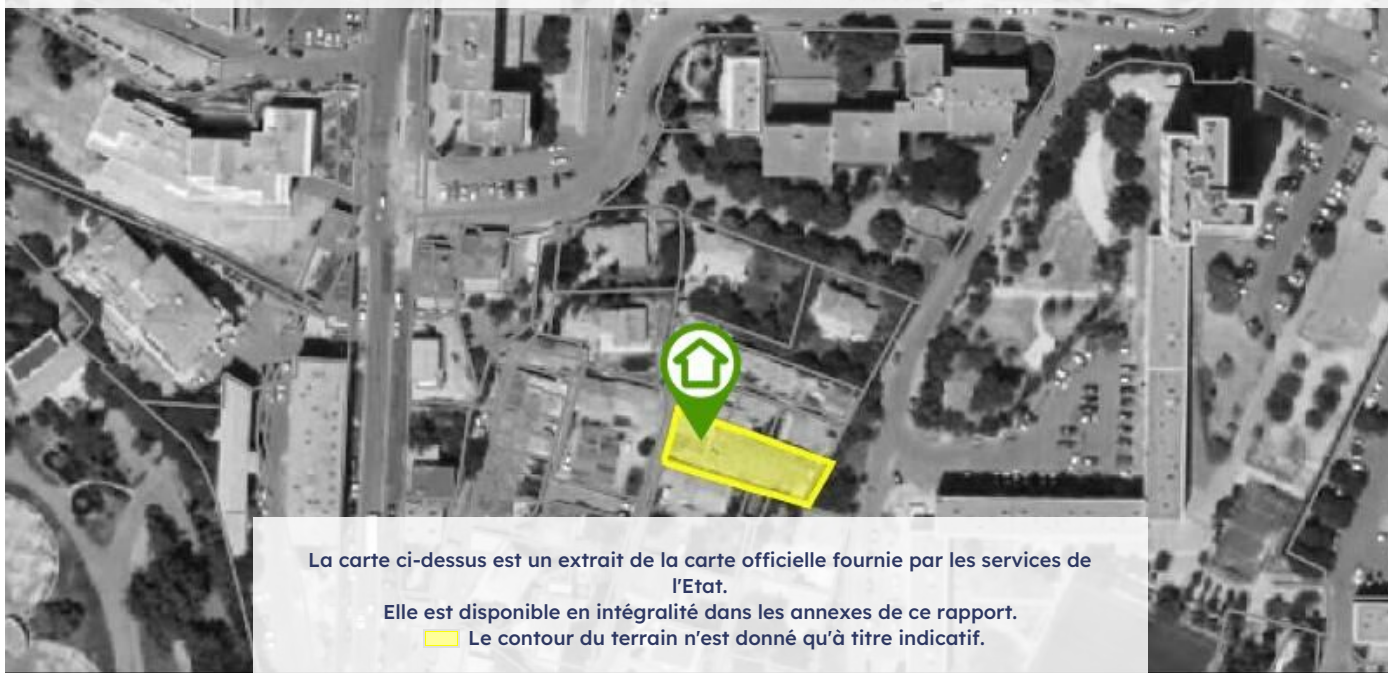 La carte ci-dessus est un extrait de la carte officielle fournie par les services de
l'Etat.
Elle est disponible en intégralité dans les annexes de ce rapport.
Le contour du terrain n'est donné qu'à titre indicatif.